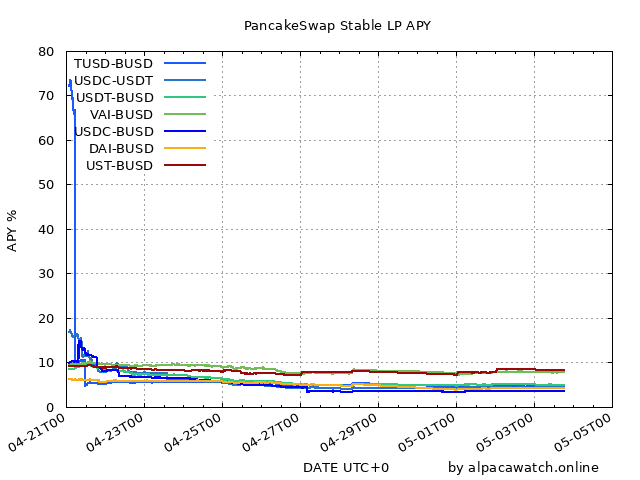 PancakeSwap Stable LP APY
80
70
60
50
40
30
20
10
0
APY %
TUSD-BUSD
USDC-USDT
USDT-BUSD
VAI-BUSD
USDC-BUSD
DAI-BUSD
UST-BUSD
04-21T00
04-23T00
04-25T00
04-27T00
04-29T00
05-01T00
05-03T00
05-05T00
DATE UTC+0
by alpacawatch.online